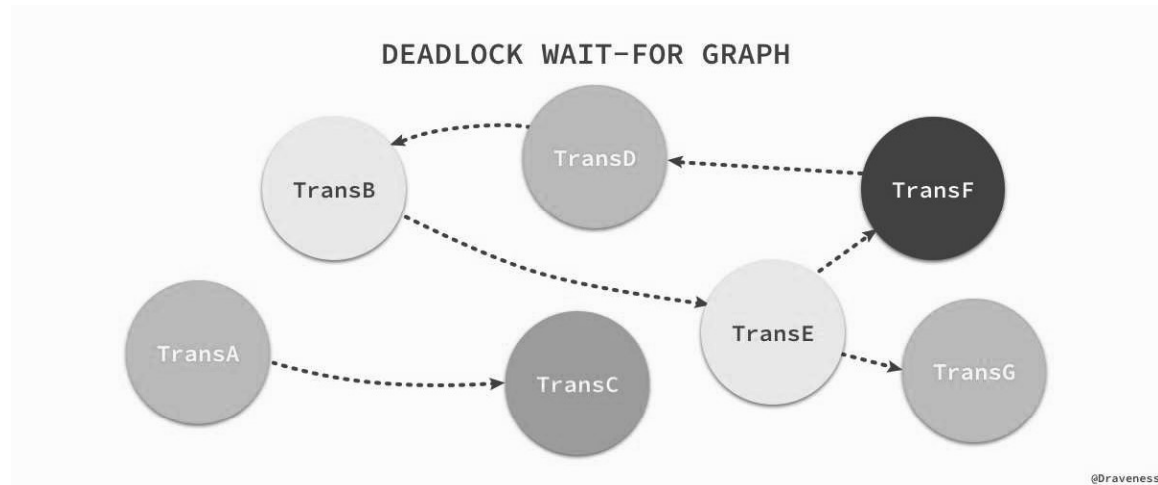 DEADLOCK WAIT-FOR GRAPH
TransD
TransB
TransF
TransE
TransA
TransG
TransC
@Draveness